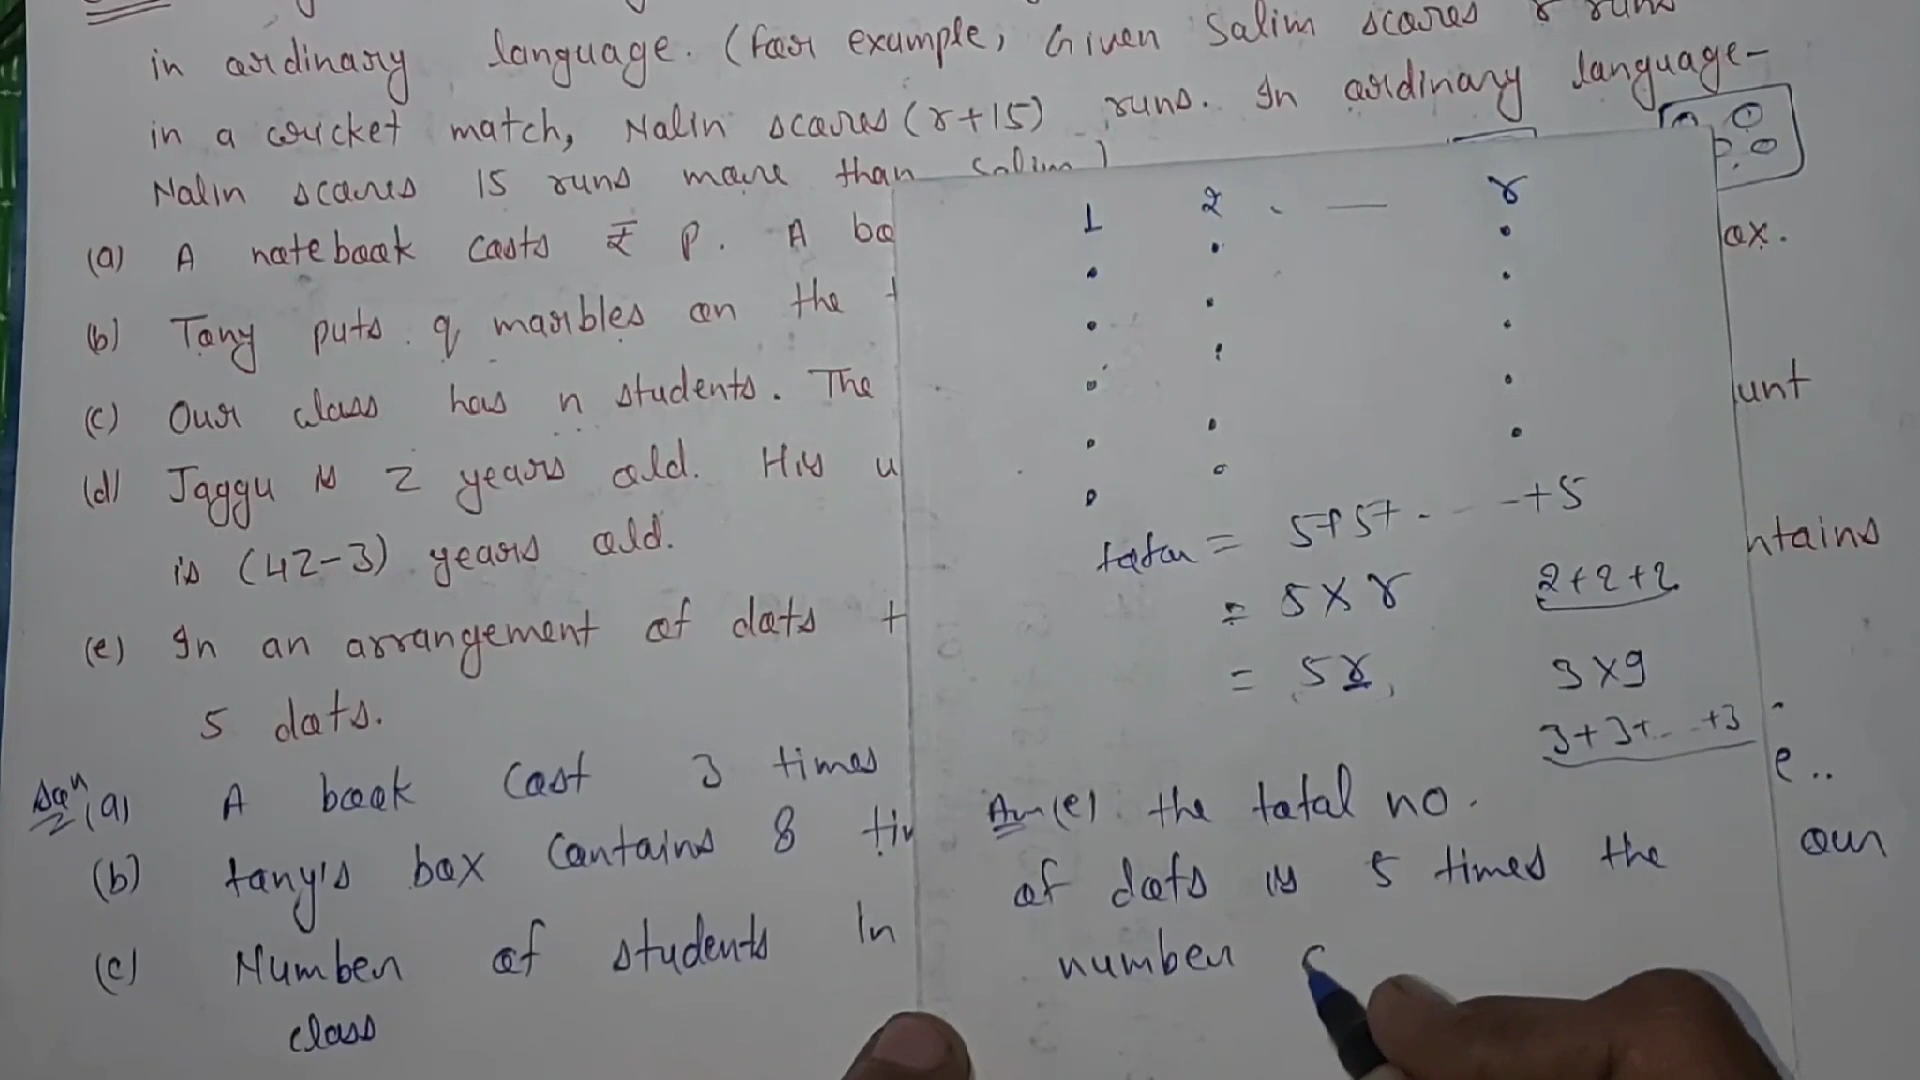 in ordinary language. (For example, Given Salim scores r runs
in a cricket match, Nalin scores (r+15) runs. In ordinary language-
Nalin scores 15 runs more than Salim)
(a) A notebook costs ₹ p. A bo
ox.
(b) Tony puts q marbles on the t
(c) Our class has n students. The
unt
(d) Jaggu is z years old. His u
is (4z-3) years old.
ntains
(e) In an arrangement of dots t
5 dots.
Solⁿ (a) A book cost 3 times
e..
(b) tony's box contains 8 tim
our
(c) Number of students In
class
1 2 . — r
total = 5+5+ - - - +5
= 5×r
= 5r,
2+2+2
3×9
3+3+... +3
Ans(e). the total no.
of dots is 5 times the
number